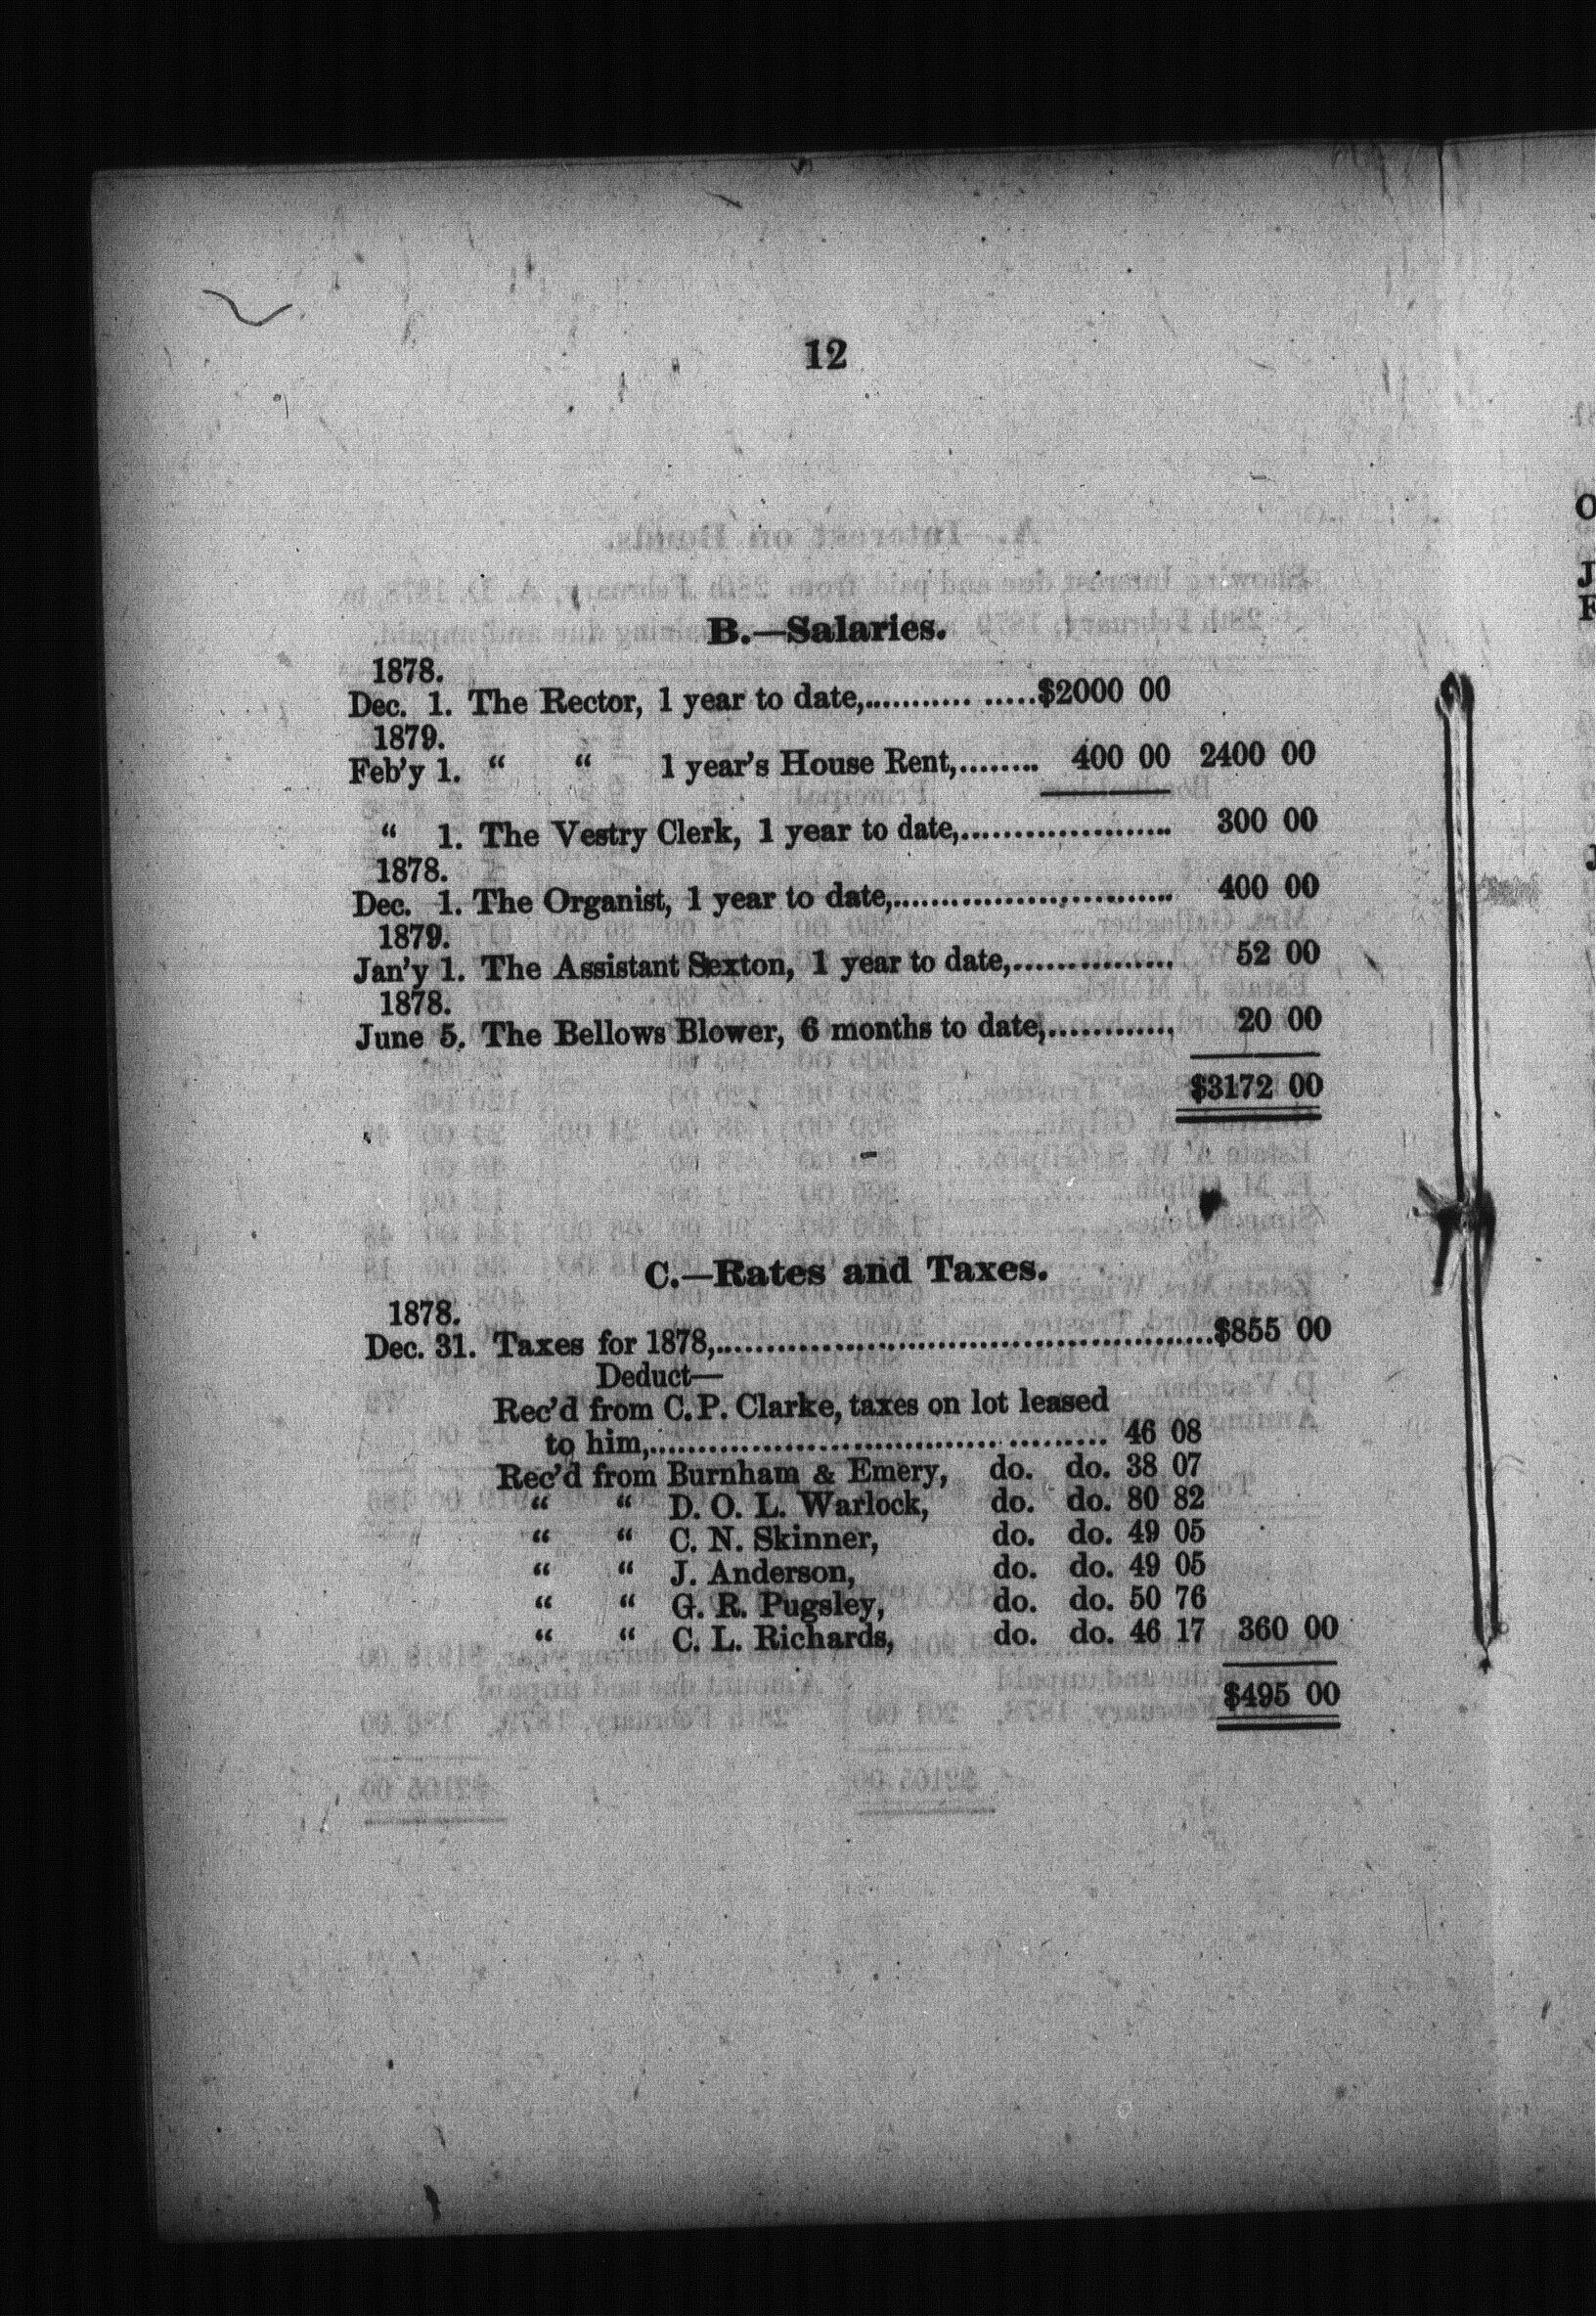 12
B.—Salaries.
1878.
Dec. 1. The Rector, 1 year to date,................$2000 00
1879.
Feb'y 1. “ “ 1 year's House Rent,........ 400 00 2400 00
“ 1. The Vestry Clerk, 1 year to date,.................... 300 00
1878.
Dec. 1. The Organist, 1 year to date,........................... 400 00
1879.
Jan'y 1. The Assistant Sexton, 1 year to date,............... 52 00
1878.
June 5. The Bellows Blower, 6 months to date,............ 20 00
$3172 00
C.—Rates and Taxes.
1878.
Dec. 31. Taxes for 1878,..................................................$855 00
Deduct—
Rec'd from C. P. Clarke, taxes on lot leased
to him,............................................. 46 08
Rec'd from Burnham & Emery, do. do. 38 07
“ “ D. O. L. Warlock, do. do. 80 82
“ “ C. N. Skinner, do. do. 49 05
“ “ J. Anderson, do. do. 49 05
“ “ G. R. Pugsley, do. do. 50 76
“ “ C. L. Richards, do. do. 46 17 360 00
$495 00